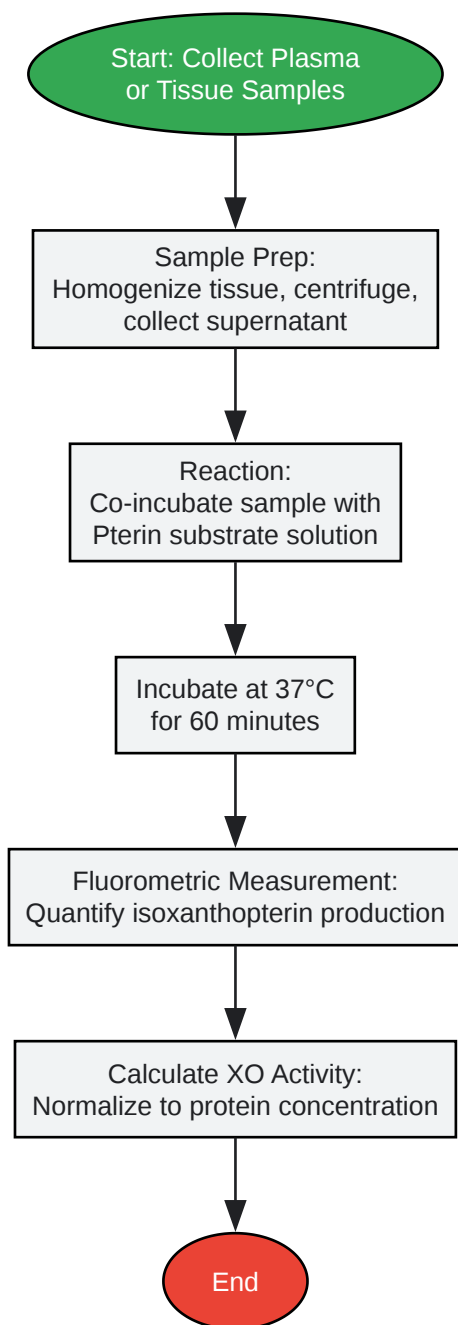 Start: Collect Plasma
or Tissue Samples
Sample Prep:
Homogenize tissue, centrifuge,
collect supernatant
Reaction:
Co-incubate sample with
Pterin substrate solution
Incubate at 37°C
for 60 minutes
Fluorometric Measurement:
Quantify isoxanthopterin production
Calculate XO Activity:
Normalize to protein concentration
End